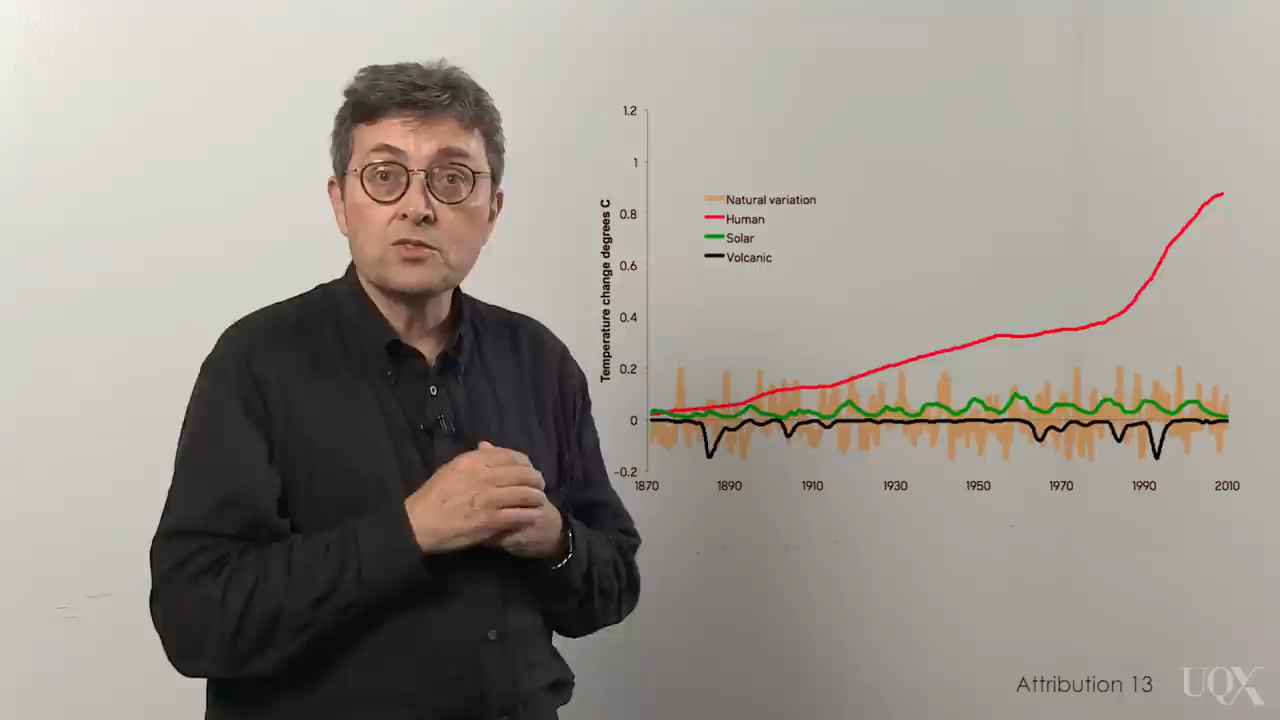 1.2
1
0.8
0.6
0.4
0.2
0
-0.2
Temperature change degrees C
Natural variation
Human
Solar
Volcanic
1870 1890 1910 1930 1950 1970 1990 2010
Attribution 13 UQX